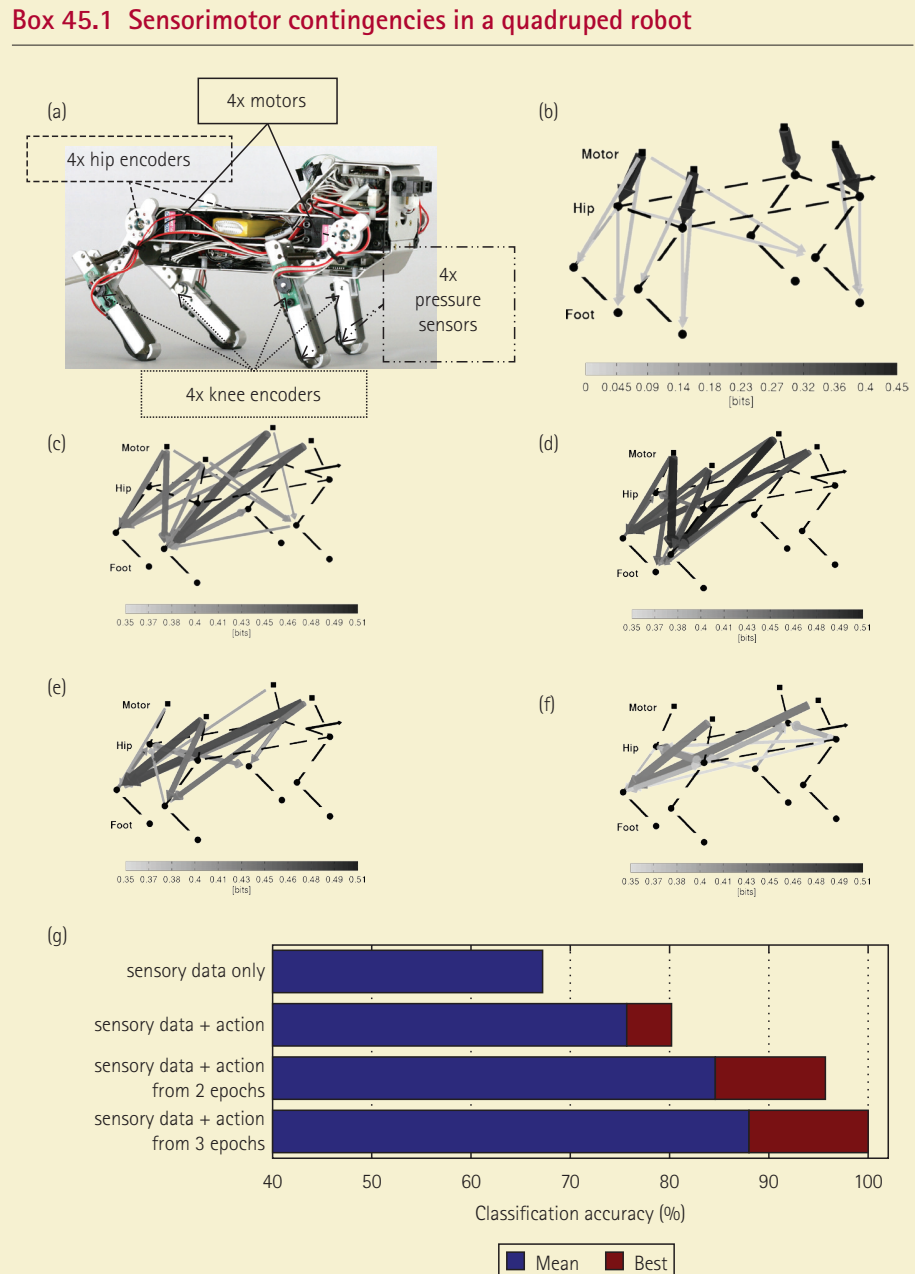 Box 45.1 Sensorimotor contingencies in a quadruped robot
(a)
4x motors
4x hip encoders
4x
pressure
sensors
4x knee encoders
(b)
Motor
Hip
Foot
0 0.045 0.09 0.14 0.18 0.23 0.27 0.32 0.36 0.4 0.45
[bits]
(c)
Motor
Hip
Foot
0.35 0.37 0.38 0.4 0.41 0.43 0.45 0.46 0.48 0.49 0.51
[bits]
(d)
Motor
Hip
Foot
0.35 0.37 0.38 0.4 0.41 0.43 0.45 0.46 0.48 0.49 0.51
[bits]
(e)
Motor
Hip
Foot
0.35 0.37 0.38 0.4 0.41 0.43 0.45 0.46 0.48 0.49 0.51
[bits]
(f)
Motor
Hip
Foot
0.35 0.37 0.38 0.4 0.41 0.43 0.45 0.46 0.48 0.49 0.51
[bits]
(g)
sensory data only
sensory data + action
sensory data + action
from 2 epochs
sensory data + action
from 3 epochs
40 50 60 70 80 90 100
Classification accuracy (%)
Mean Best